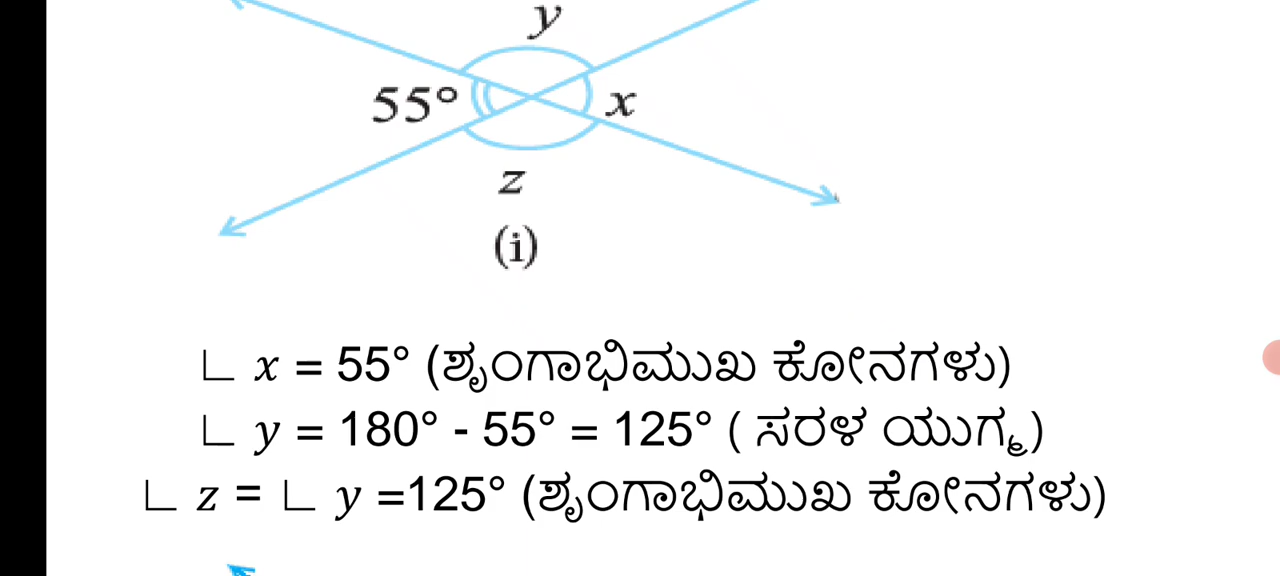 y
55°
x
z
(i)
∟ x = 55° (ಶೃಂಗಾಭಿಮುಖ ಕೋನಗಳು)
∟ y = 180° - 55° = 125° ( ಸರಳ ಯುಗ್ಮ)
∟ z = ∟ y =125° (ಶೃಂಗಾಭಿಮುಖ ಕೋನಗಳು)